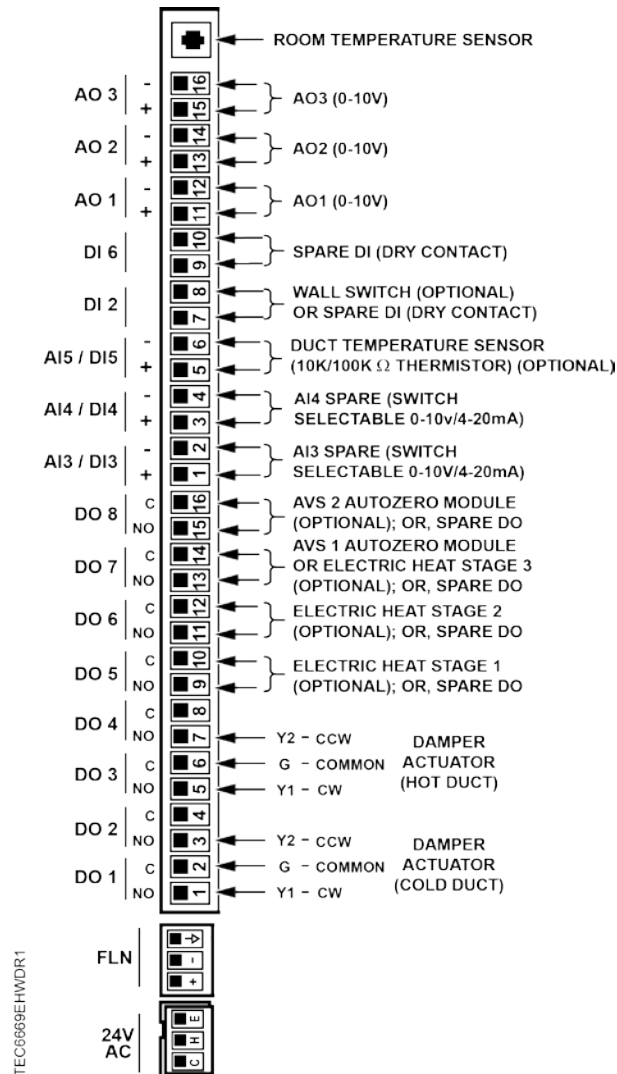 ROOM TEMPERATURE SENSOR
AO 3 - 16
+ 15
AO3 (0-10V)
AO 2 - 14
+ 13
AO2 (0-10V)
AO 1 - 12
+ 11
AO1 (0-10V)
DI 6 10
9
SPARE DI (DRY CONTACT)
DI 2 8
7
WALL SWITCH (OPTIONAL)
OR SPARE DI (DRY CONTACT)
AI5 / DI5 - 6
+ 5
DUCT TEMPERATURE SENSOR
(10K/100K Ω THERMISTOR) (OPTIONAL)
AI4 / DI4 - 4
+ 3
AI4 SPARE (SWITCH
SELECTABLE 0-10v/4-20mA)
AI3 / DI3 - 2
+ 1
AI3 SPARE (SWITCH
SELECTABLE 0-10V/4-20mA)
DO 8 C 16
NO 15
AVS 2 AUTOZERO MODULE
(OPTIONAL); OR, SPARE DO
DO 7 C 14
NO 13
AVS 1 AUTOZERO MODULE
OR ELECTRIC HEAT STAGE 3
(OPTIONAL); OR, SPARE DO
DO 6 C 12
NO 11
ELECTRIC HEAT STAGE 2
(OPTIONAL); OR, SPARE DO
DO 5 C 10
NO 9
ELECTRIC HEAT STAGE 1
(OPTIONAL); OR, SPARE DO
DO 4 C 8
NO 7 Y2 - CCW
DO 3 C 6 G - COMMON
NO 5 Y1 - CW
DAMPER
ACTUATOR
(HOT DUCT)
DO 2 C 4
NO 3 Y2 - CCW
DO 1 C 2 G - COMMON
NO 1 Y1 - CW
DAMPER
ACTUATOR
(COLD DUCT)
FLN
-
+
24V
AC
E
H
C
TEC6669EHWDR1